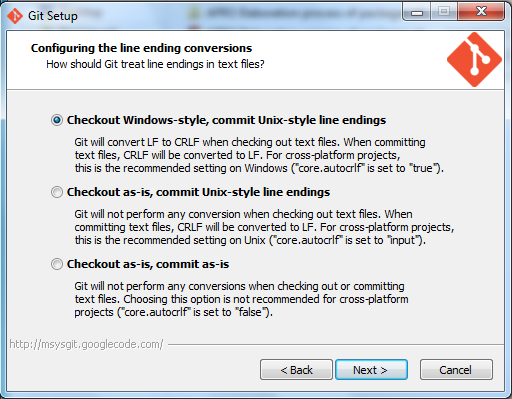 Git Setup
Configuring the line ending conversions
How should Git treat line endings in text files?
Checkout Windows-style, commit Unix-style line endings
Git will convert LF to CRLF when checking out text files. When committing
text files, CRLF will be converted to LF. For cross-platform projects,
this is the recommended setting on Windows ("core.autocrlf" is set to "true").
Checkout as-is, commit Unix-style line endings
Git will not perform any conversion when checking out text files. When
committing text files, CRLF will be converted to LF. For cross-platform projects,
this is the recommended setting on Unix ("core.autocrlf" is set to "input").
Checkout as-is, commit as-is
Git will not perform any conversions when checking out or committing
text files. Choosing this option is not recommended for cross-platform
projects ("core.autocrlf" is set to "false").
http://msysgit.googlecode.com/
< Back
Next >
Cancel